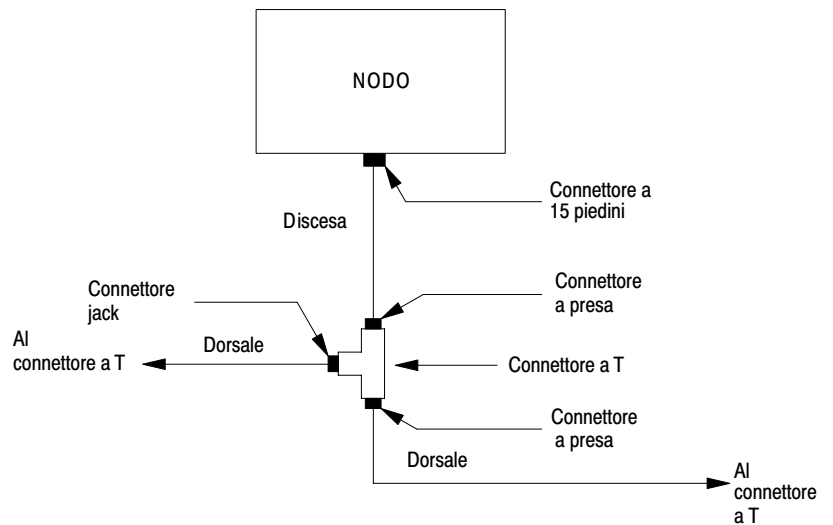 NODO
Connettore a
15 piedini
Discesa
Connettore
a presa
Connettore
jack
Al
connettore a T
Dorsale
Connettore a T
Connettore
a presa
Dorsale
Al
connettore
a T